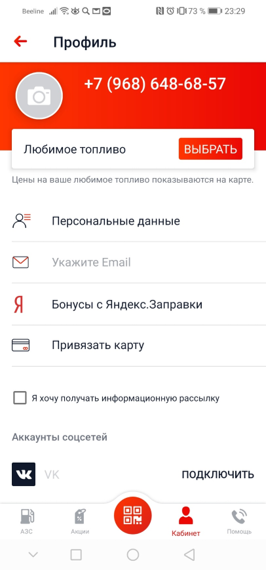 Beeline 73 % 23:29
Профиль
+7 (968) 648-68-57
Любимое топливо ВЫБРАТЬ
Цены на ваше любимое топливо показываются на карте.
Персональные данные
Укажите Email
Я Бонусы с Яндекс.Заправки
Привязать карту
Я хочу получать информационную рассылку
Аккаунты соцсетей
VK ПОДКЛЮЧИТЬ
АЗС Акции Кабинет Помощь